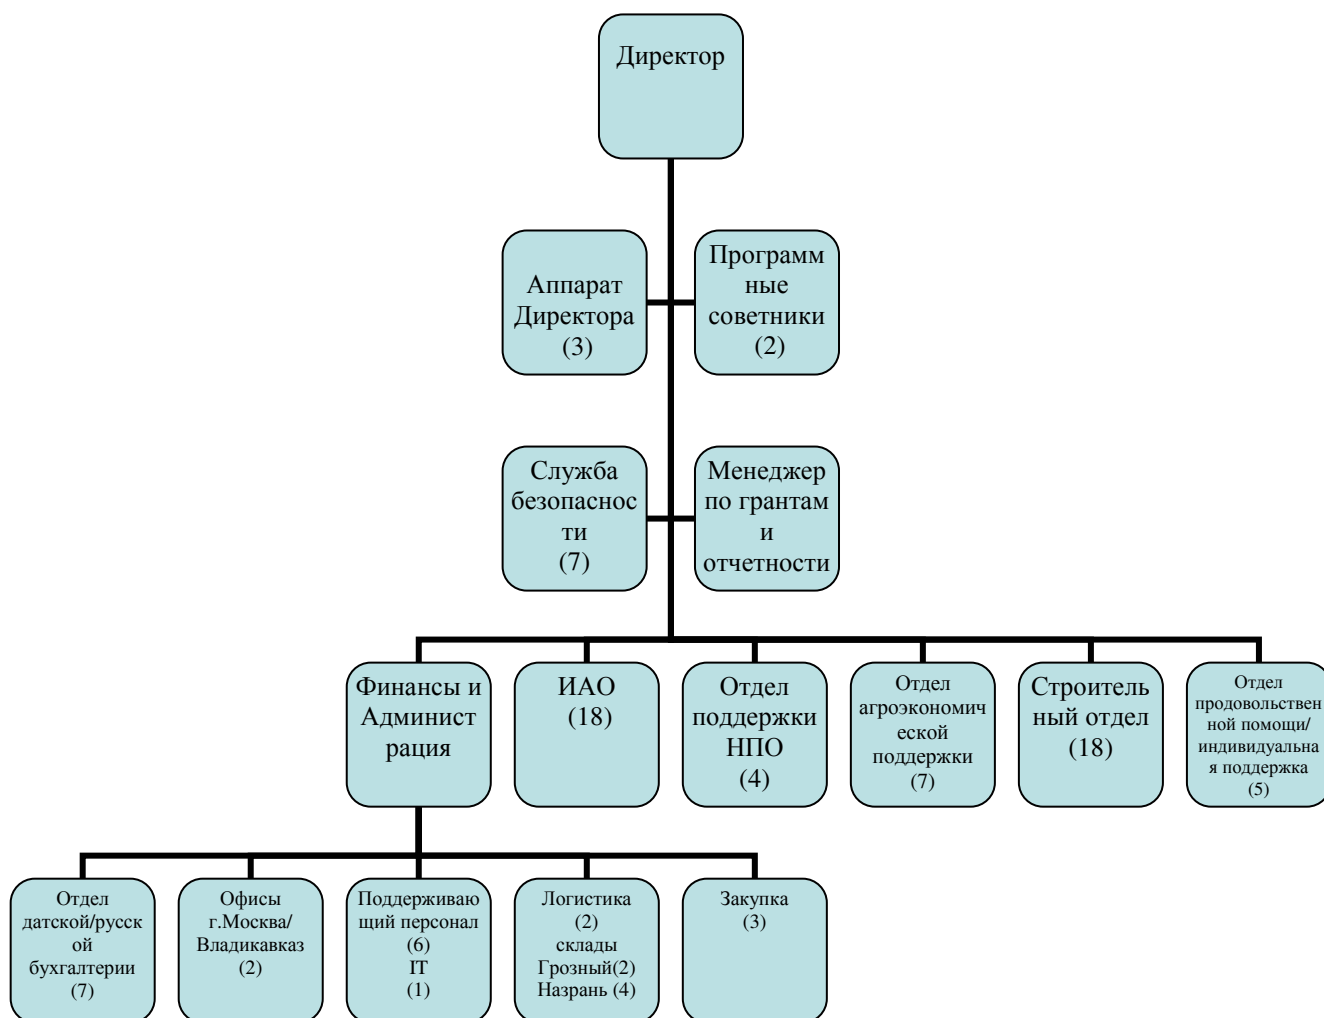 Директор
Аппарат
Директора
(3)
Программ
ные
советники
(2)
Служба
безопаснос
ти
(7)
Менеджер
по грантам
и
отчетности
Финансы и
Админист
рация
ИАО
(18)
Отдел
поддержки
НПО
(4)
Отдел
агроэкономич
еской
поддержки
(7)
Строитель
ный отдел
(18)
Отдел
продовольствен
ной помощи/
индивидуальна
я поддержка
(5)
Отдел
датской/русск
ой
бухгалтерии
(7)
Офисы
г.Москва/
Владикавказ
(2)
Поддерживаю
щий персонал
(6)
IT
(1)
Логистика
(2)
склады
Грозный(2)
Назрань (4)
Закупка
(3)